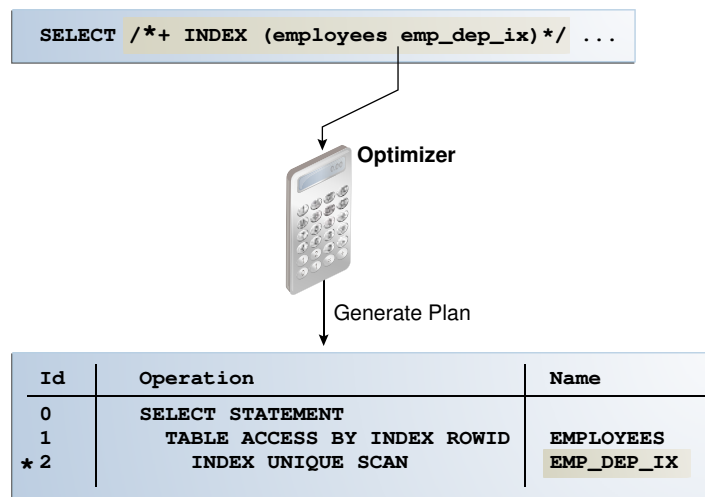 SELECT /*+ INDEX (employees emp_dep_ix)*/ ...
Optimizer
Generate Plan
Id Operation Name
0 SELECT STATEMENT
1 TABLE ACCESS BY INDEX ROWID EMPLOYEES
* 2 INDEX UNIQUE SCAN EMP_DEP_IX